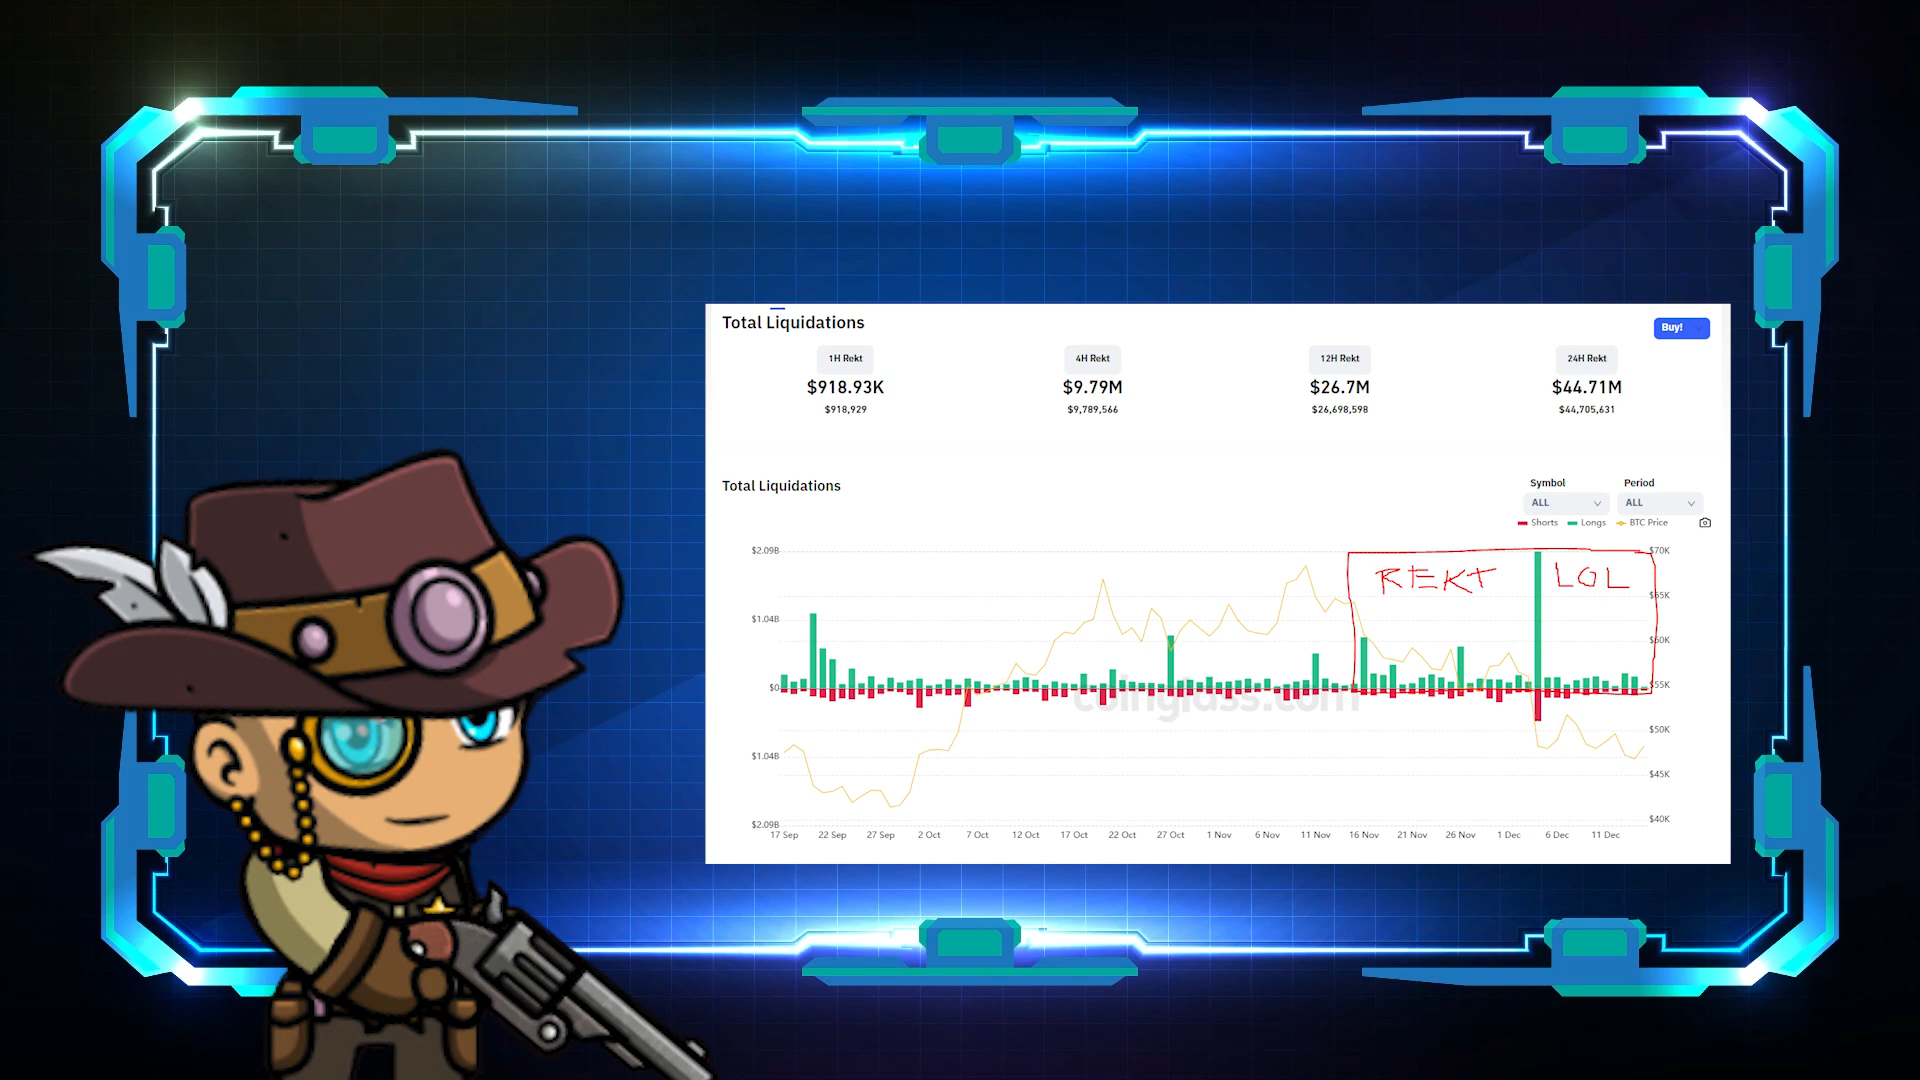 Total Liquidations
Buy!
1H Rekt 4H Rekt 12H Rekt 24H Rekt
$918.93K $9.79M $26.7M $44.71M
$918,929 $9,789,566 $26,698,598 $44,705,631
Total Liquidations
Symbol Period
ALL ALL
Shorts Longs BTC Price
$2.09B $70K
REKT LOL
$65K
$1.04B
$60K
$0 $55K
coinglass.com
$50K
$1.04B
$45K
$2.09B $40K
17 Sep 22 Sep 27 Sep 2 Oct 7 Oct 12 Oct 17 Oct 22 Oct 27 Oct 1 Nov 6 Nov 11 Nov 16 Nov 21 Nov 26 Nov 1 Dec 6 Dec 11 Dec